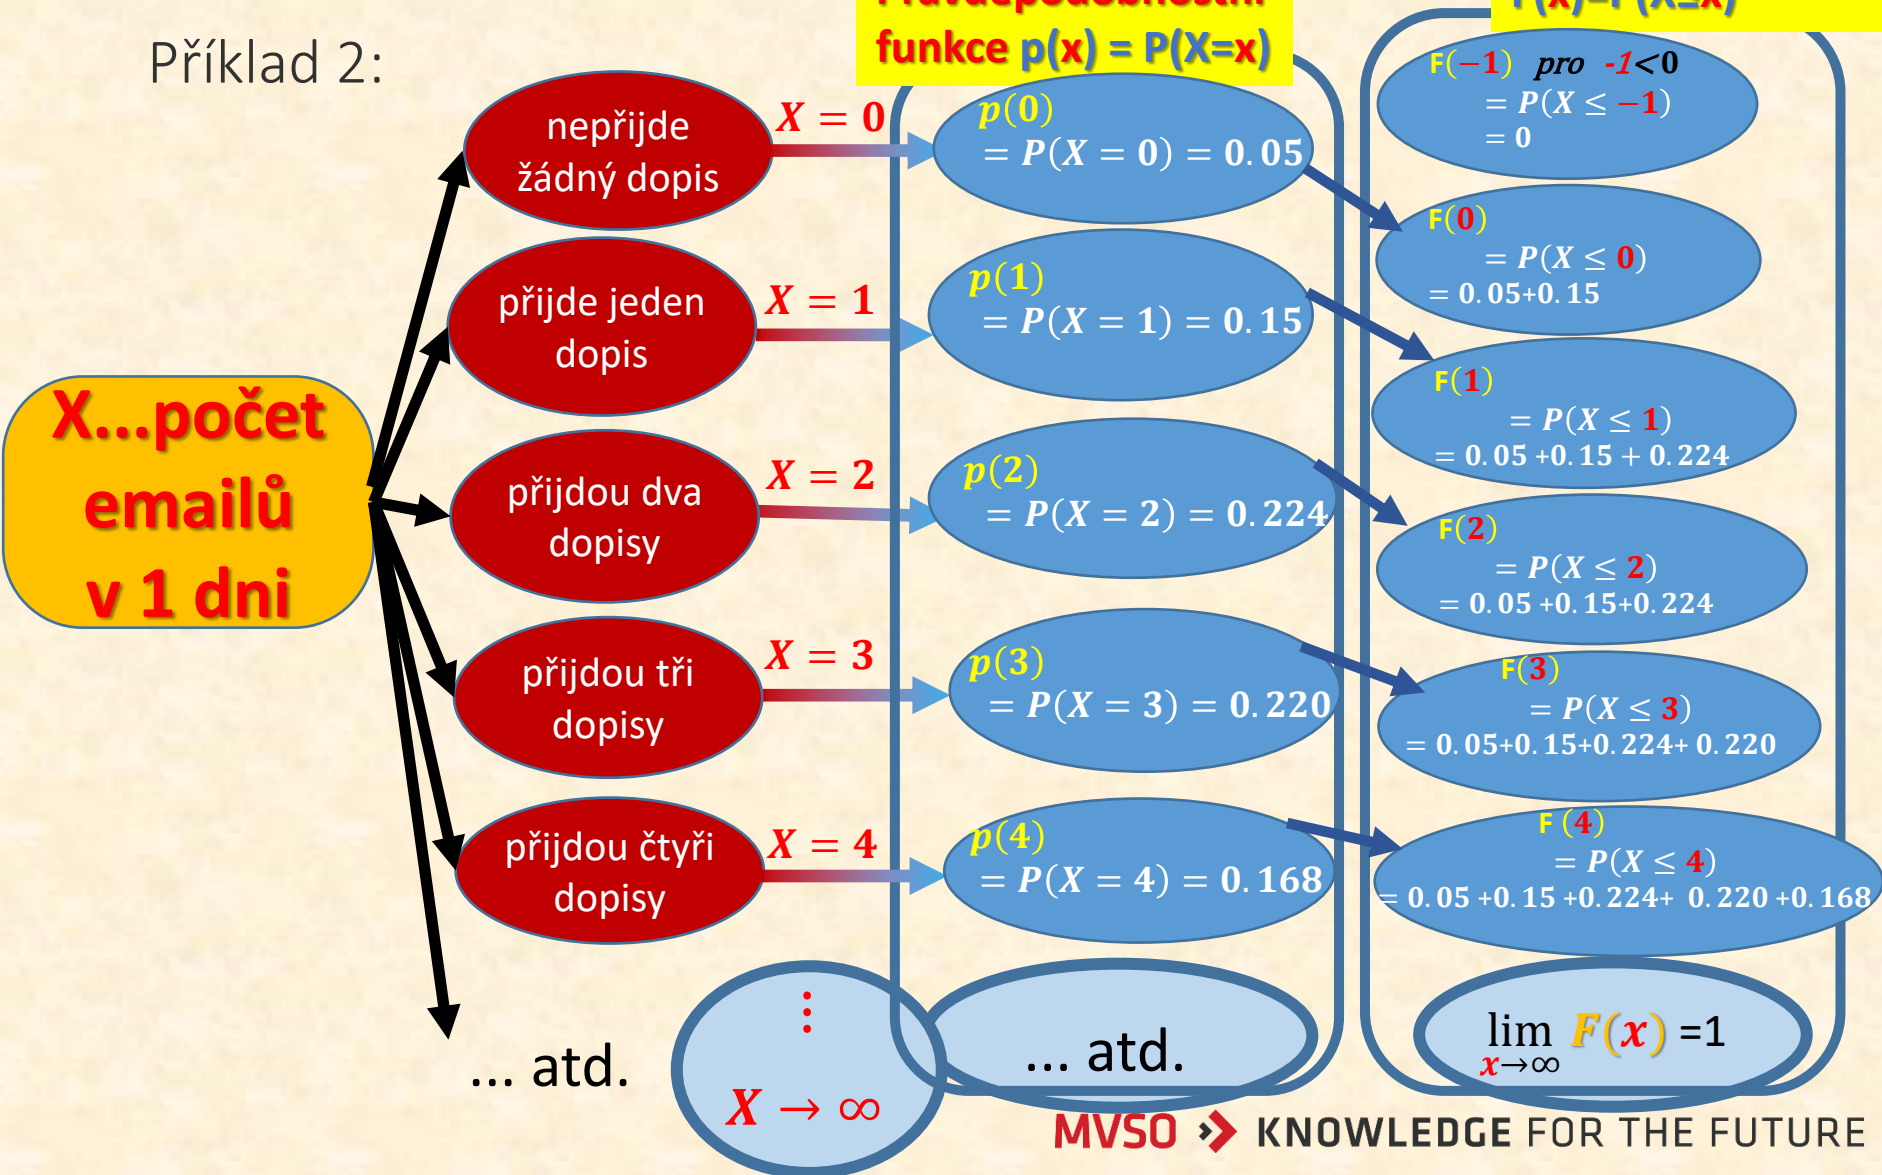 Příklad 2:
Pravděpodobnostní
funkce p(x) = P(X=x)
F(x)=P(X≤x)
X...počet
emailů
v 1 dni
nepřijde
žádný dopis
X = 0
p(0)
= P(X = 0) = 0.05
F(−1) pro -1<0
= P(X ≤ −1)
= 0
F(0)
= P(X ≤ 0)
= 0.05+0.15
přijde jeden
dopis
X = 1
p(1)
= P(X = 1) = 0.15
F(1)
= P(X ≤ 1)
= 0.05 +0.15 + 0.224
přijdou dva
dopisy
X = 2
p(2)
= P(X = 2) = 0.224
F(2)
= P(X ≤ 2)
= 0.05 +0.15+0.224
přijdou tři
dopisy
X = 3
p(3)
= P(X = 3) = 0.220
F(3)
= P(X ≤ 3)
= 0.05+0.15+0.224+ 0.220
přijdou čtyři
dopisy
X = 4
p(4)
= P(X = 4) = 0.168
F (4)
= P(X ≤ 4)
= 0.05 +0.15 +0.224+ 0.220 +0.168
... atd.
⋮
X → ∞
... atd.
lim F(x) =1
x→∞
MVSO KNOWLEDGE FOR THE FUTURE